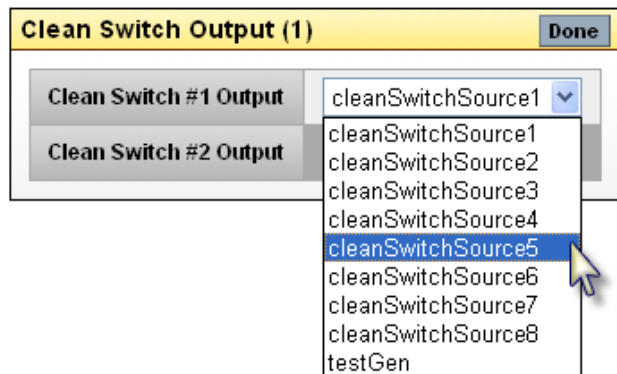 Clean Switch Output (1) Done
Clean Switch #1 Output cleanSwitchSource1
cleanSwitchSource1
Clean Switch #2 Output cleanSwitchSource2
cleanSwitchSource3
cleanSwitchSource4
cleanSwitchSource5
cleanSwitchSource6
cleanSwitchSource7
cleanSwitchSource8
testGen